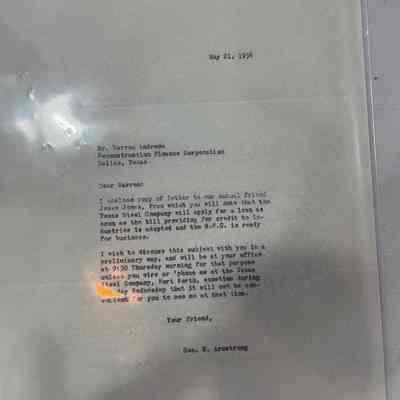 May 21, 1934
Mr. Warren Andrews
Reconstruction Finance Corporation
Dallas, Texas
Dear Warren:
I enclose copy of letter to our mutual friend
Jesse Jones, from which you will note that the
Texas Steel Company will apply for a loan as
soon as the bill providing for credit to in-
dustries is adopted and the R.F.C. is ready
for business.
I wish to discuss this subject with you in a
preliminary way, and will be at your office
at 9:30 Thursday morning for that purpose
unless you wire or 'phone me at the Texas
Steel Company, Fort Worth, sometime during
Wednesday that it will not be con-
venient for you to see me at that time.
Your friend,
Geo. W. Armstrong